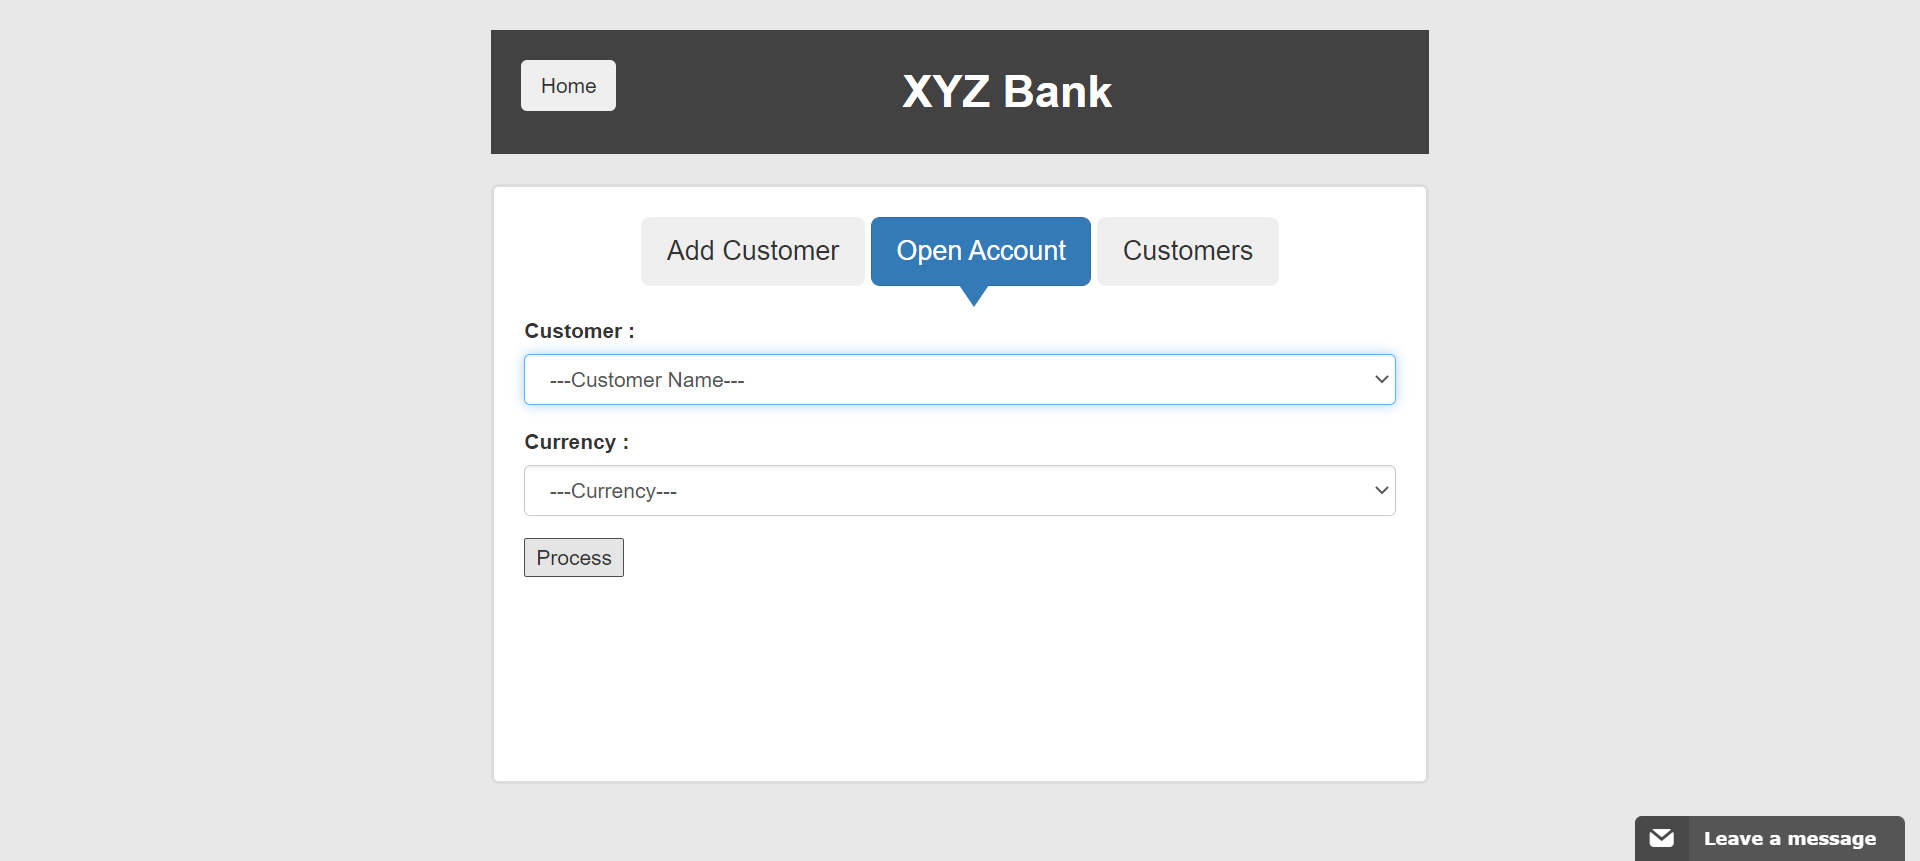 Home
XYZ Bank
Add Customer
Open Account
Customers
Customer :
---Customer Name---
Currency :
---Currency---
Process
Leave a message